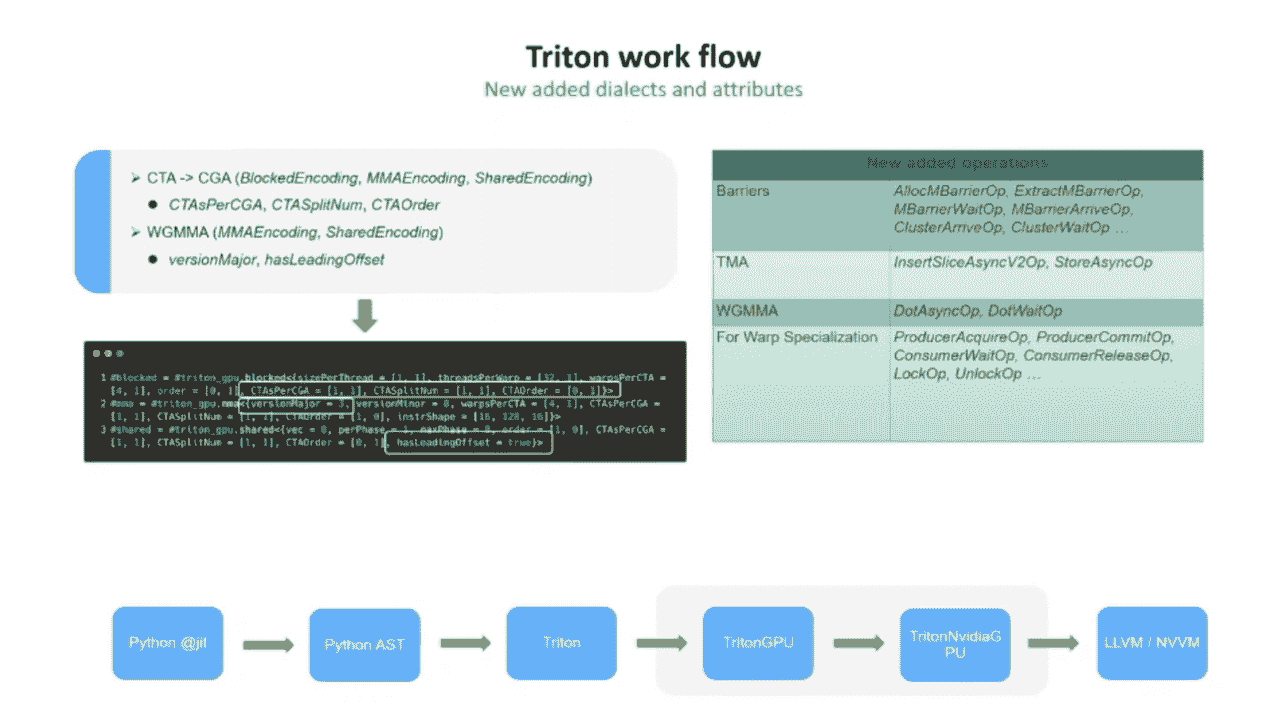 Triton work flow
New added dialects and attributes
➢ CTA -> CGA (BlockedEncoding, MMAEncoding, SharedEncoding)
● CTAsPerCGA, CTASplitNum, CTAOrder
➢ WGMMA (MMAEncoding, SharedEncoding)
● versionMajor, hasLeadingOffset
1 #blocked = #triton_gpu.blocked<{sizePerThread = [1, 1], threadsPerWarp = [32, 1], warpsPerCTA =
[4, 1], order = [0, 1], CTAsPerCGA = [1, 1], CTASplitNum = [1, 1], CTAOrder = [0, 1]}>
2 #mma = #triton_gpu.mma<{versionMajor = 3, versionMinor = 0, warpsPerCTA = [4, 1], CTAsPerCGA =
[1, 1], CTASplitNum = [1, 1], CTAOrder = [1, 0], instrShape = [16, 128, 16]}>
3 #shared = #triton_gpu.shared<{vec = 8, perPhase = 1, maxPhase = 8, order = [1, 0], CTAsPerCGA =
[1, 1], CTASplitNum = [1, 1], CTAOrder = [0, 1], hasLeadingOffset = true}>
New added operations
Barriers
AllocMBarrierOp, ExtractMBarrierOp,
MBarrierWaitOp, MBarrierArriveOp,
ClusterArriveOp, ClusterWaitOp ...
TMA
InsertSliceAsyncV2Op, StoreAsyncOp
WGMMA
DotAsyncOp, DotWaitOp
For Warp Specialization
ProducerAcquireOp, ProducerCommitOp,
ConsumerWaitOp, ConsumerReleaseOp,
LockOp, UnlockOp ...
Python @jit
Python AST
Triton
TritonGPU
TritonNvidiaG
PU
LLVM / NVVM